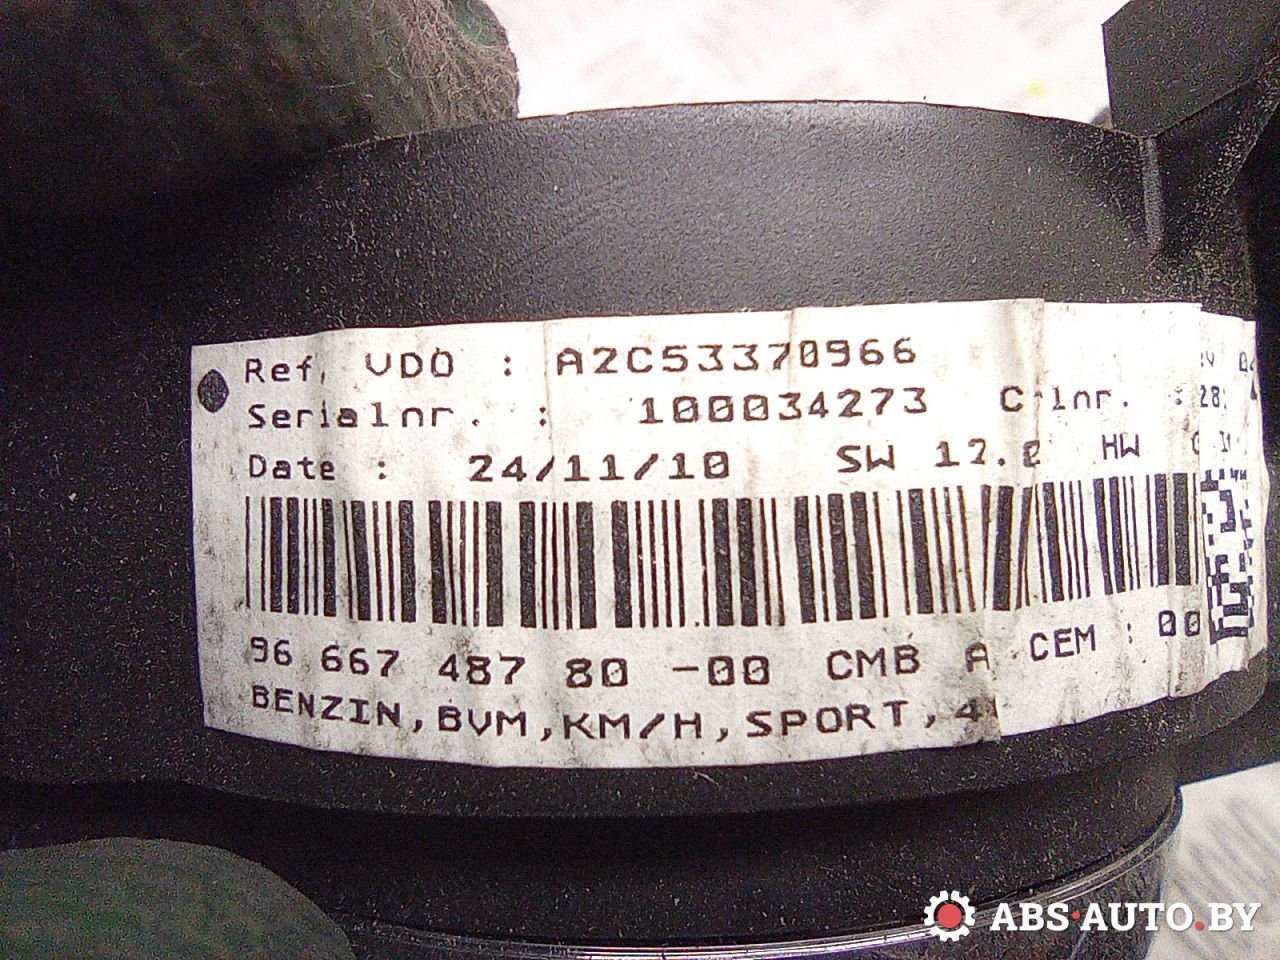 Ref. VDO : A2C53370966
Serialnr. : 100034273 C lnr. : 28
Date : 24/11/10 SW 12. HW
96 667 487 80 -00 CMB A CEM : 00
BENZIN,BVM,KM/H,SPORT,
ABS·AUTO.BY